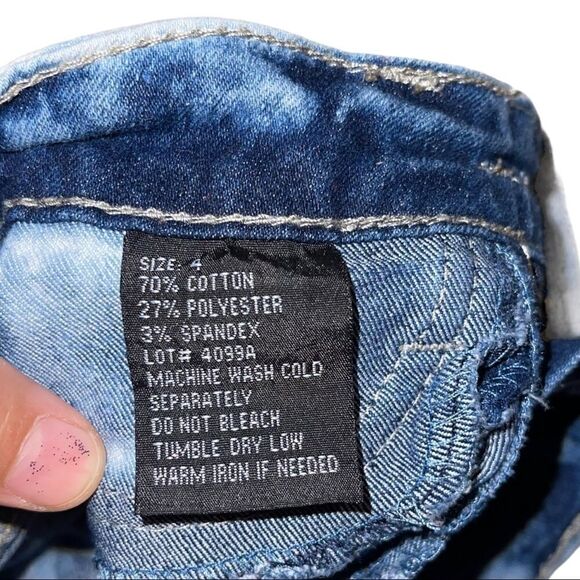 SIZE: 4
70% COTTON
27% POLYESTER
3% SPANDEX
LOT# 4099A
MACHINE WASH COLD
SEPARATELY
DO NOT BLEACH
TUMBLE DRY LOW
WARM IRON IF NEEDED